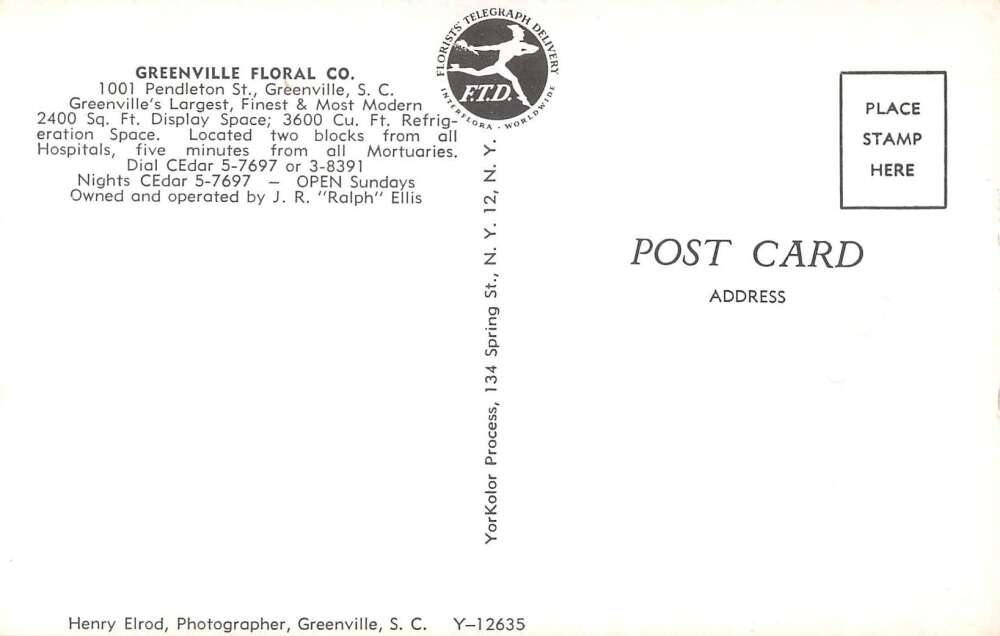 GREENVILLE FLORAL CO.
1001 Pendleton St., Greenville, S. C.
Greenville's Largest, Finest & Most Modern
2400 Sq. Ft. Display Space; 3600 Cu. Ft. Refrig-
eration Space. Located two blocks from all
Hospitals, five minutes from all Mortuaries.
Dial CEdar 5-7697 or 3-8391
Nights CEdar 5-7697 — OPEN Sundays
Owned and operated by J. R. "Ralph" Ellis
FLORISTS' TELEGRAPH DELIVERY
F.T.D.
INTERFLORA - WORLDWIDE
YorKolor Process, 134 Spring St., N. Y. 12, N. Y.
PLACE
STAMP
HERE
POST CARD
ADDRESS
Henry Elrod, Photographer, Greenville, S. C. Y-12635